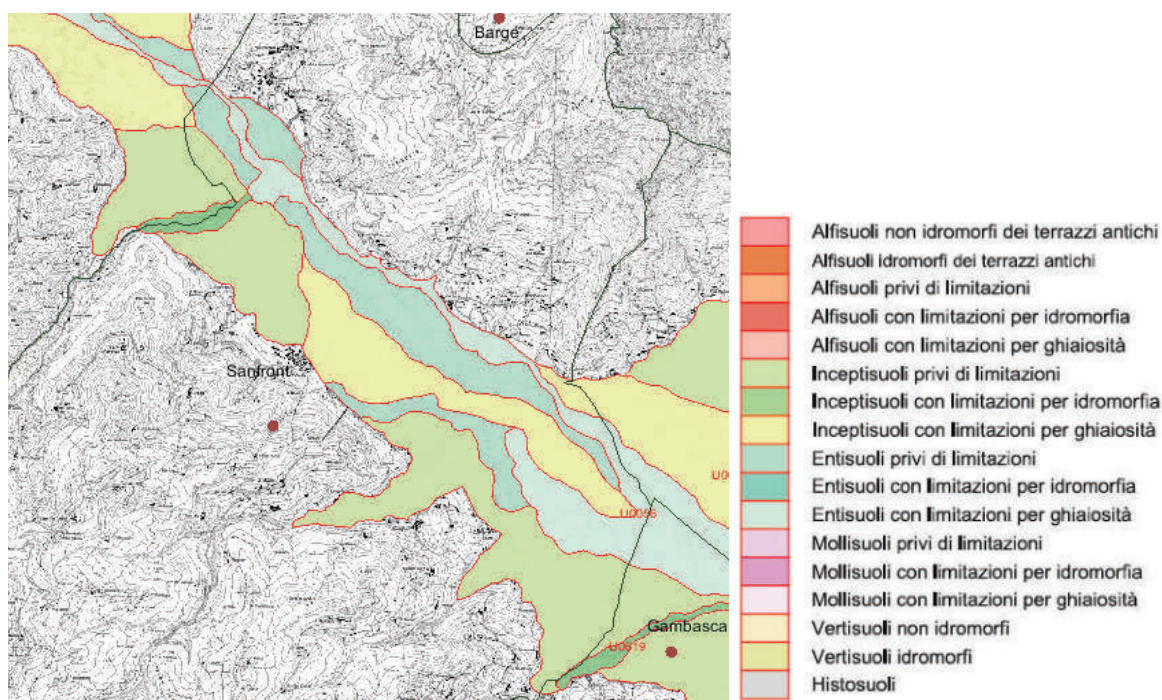 Barge
Sanfront
U00
U0056
Gambasca
U0619
Alfisuoli non idromorfi dei terrazzi antichi
Alfisuoli idromorfi dei terrazzi antichi
Alfisuoli privi di limitazioni
Alfisuoli con limitazioni per idromorfia
Alfisuoli con limitazioni per ghiaiosità
Inceptisuoli privi di limitazioni
Inceptisuoli con limitazioni per idromorfia
Inceptisuoli con limitazioni per ghiaiosità
Entisuoli privi di limitazioni
Entisuoli con limitazioni per idromorfia
Entisuoli con limitazioni per ghiaiosità
Mollisuoli privi di limitazioni
Mollisuoli con limitazioni per idromorfia
Mollisuoli con limitazioni per ghiaiosità
Vertisuoli non idromorfi
Vertisuoli idromorfi
Histosuoli